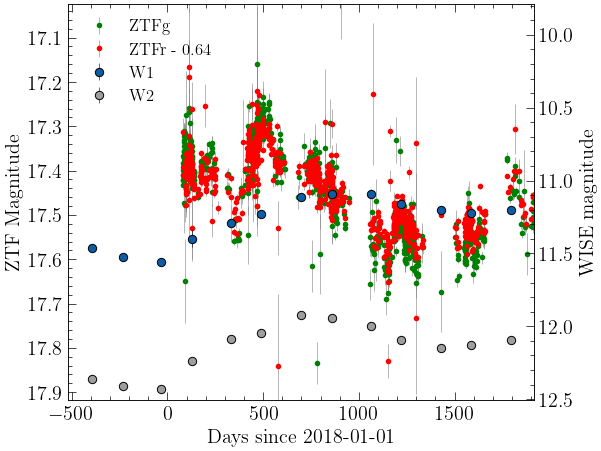 ZTFg
ZTFr - 0.64
W1
W2
17.1
17.2
17.3
17.4
17.5
17.6
17.7
17.8
17.9
ZTF Magnitude
10.0
10.5
11.0
11.5
12.0
12.5
WISE magnitude
−500
0
500
1000
1500
Days since 2018-01-01